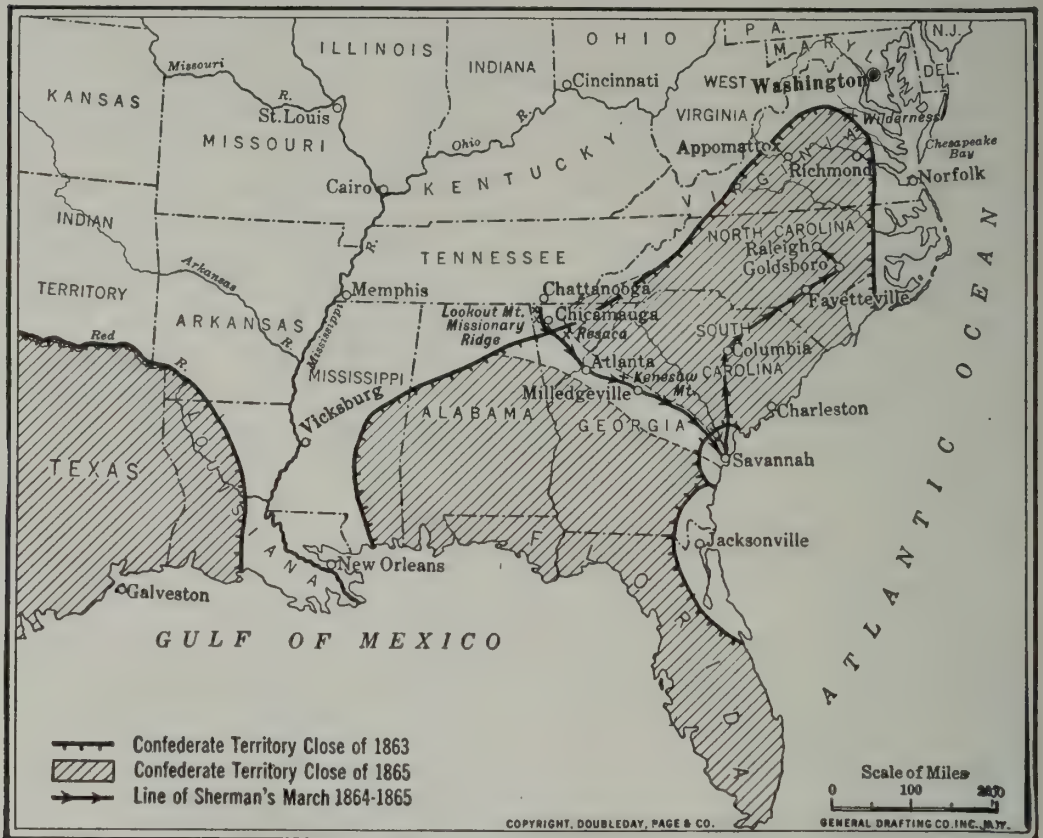 P A.
N.J.
OHIO
MARYLAND
ILLINOIS
INDIANA
Missouri
R.
Cincinnati
WEST
Washington
DEL.
KANSAS
St. Louis
R.
VIRGINIA
Wilderness
MISSOURI
Ohio
Appomattox
Chesapeake
Bay
VIRGINIA
Richmond
Norfolk
Cairo
KENTUCKY
INDIAN
R.
NORTH CAROLINA
Raleigh
TENNESSEE
Goldsboro
Arkansas
TERRITORY
Memphis
Chattanooga
Fayetteville
R.
Lookout Mt.
Chicamauga
Missionary
Ridge
Resaca
ARKANSAS
Mississippi
SOUTH
Red
R.
Atlanta
Columbia
CAROLINA
MISSISSIPPI
Kenesaw
Mt.
Milledgeville
Vicksburg
ALABAMA
GEORGIA
Charleston
TEXAS
LOUISIANA
Savannah
Jacksonville
FLORIDA
New Orleans
Galveston
GULF OF MEXICO
ATLANTIC OCEAN
Confederate Territory Close of 1863
Confederate Territory Close of 1865
Line of Sherman's March 1864-1865
Scale of Miles
0 100
COPYRIGHT, DOUBLEDAY, PAGE & CO.
GENERAL DRAFTING CO. INC., N.Y.